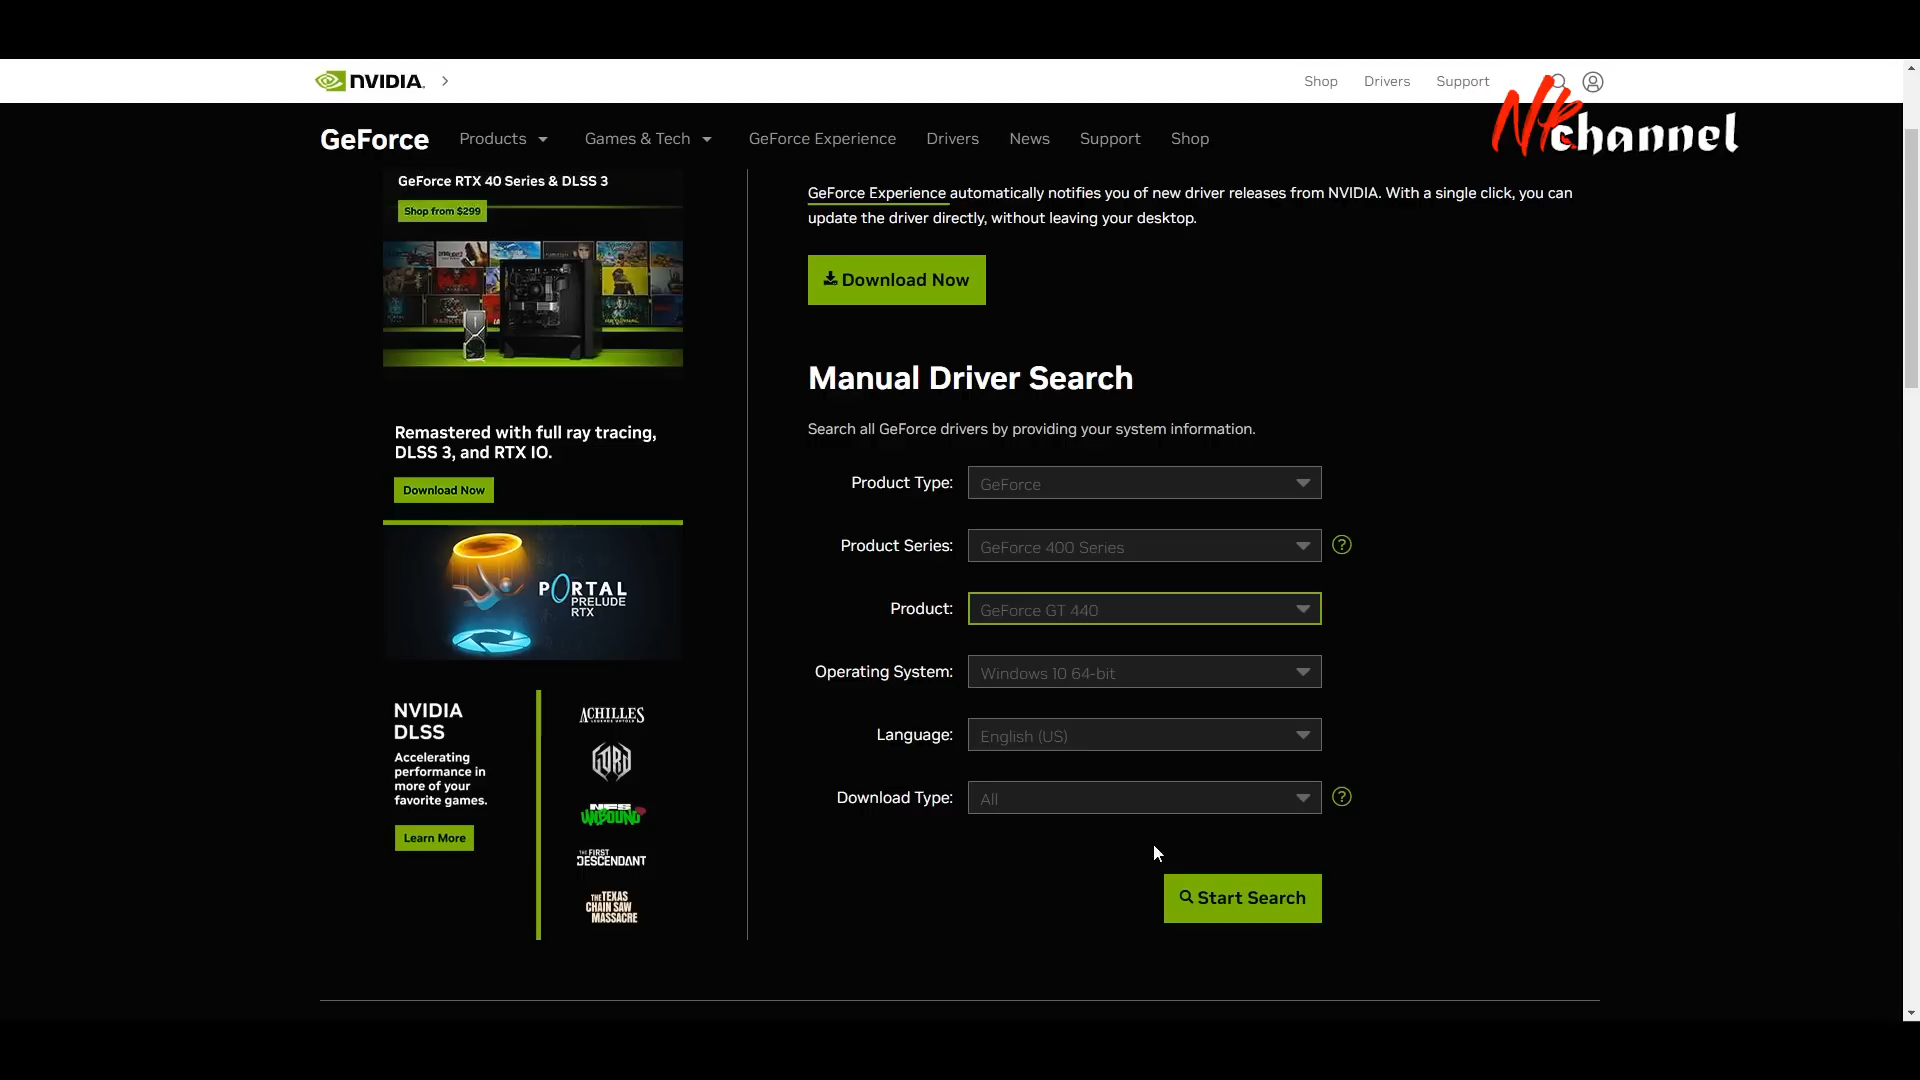 NVIDIA.
Shop
Drivers
Support
NR channel
GeForce
Products
Games & Tech
GeForce Experience
Drivers
News
Support
Shop
GeForce RTX 40 Series & DLSS 3
Shop from $299
Remastered with full ray tracing,
DLSS 3, and RTX IO.
Download Now
PORTAL
PRELUDE
RTX
NVIDIA
DLSS
Accelerating
performance in
more of your
favorite games.
Learn More
ACHILLES
LEGENDS UNTOLD
GORD
NFS
UNBOUND
THE FIRST
DESCENDANT
THE TEXAS
CHAIN SAW
MASSACRE
GeForce Experience automatically notifies you of new driver releases from NVIDIA. With a single click, you can
update the driver directly, without leaving your desktop.
Download Now
Manual Driver Search
Search all GeForce drivers by providing your system information.
Product Type: GeForce
Product Series: GeForce 400 Series ?
Product: GeForce GT 440
Operating System: Windows 10 64-bit
Language: English (US)
Download Type: All ?
Start Search